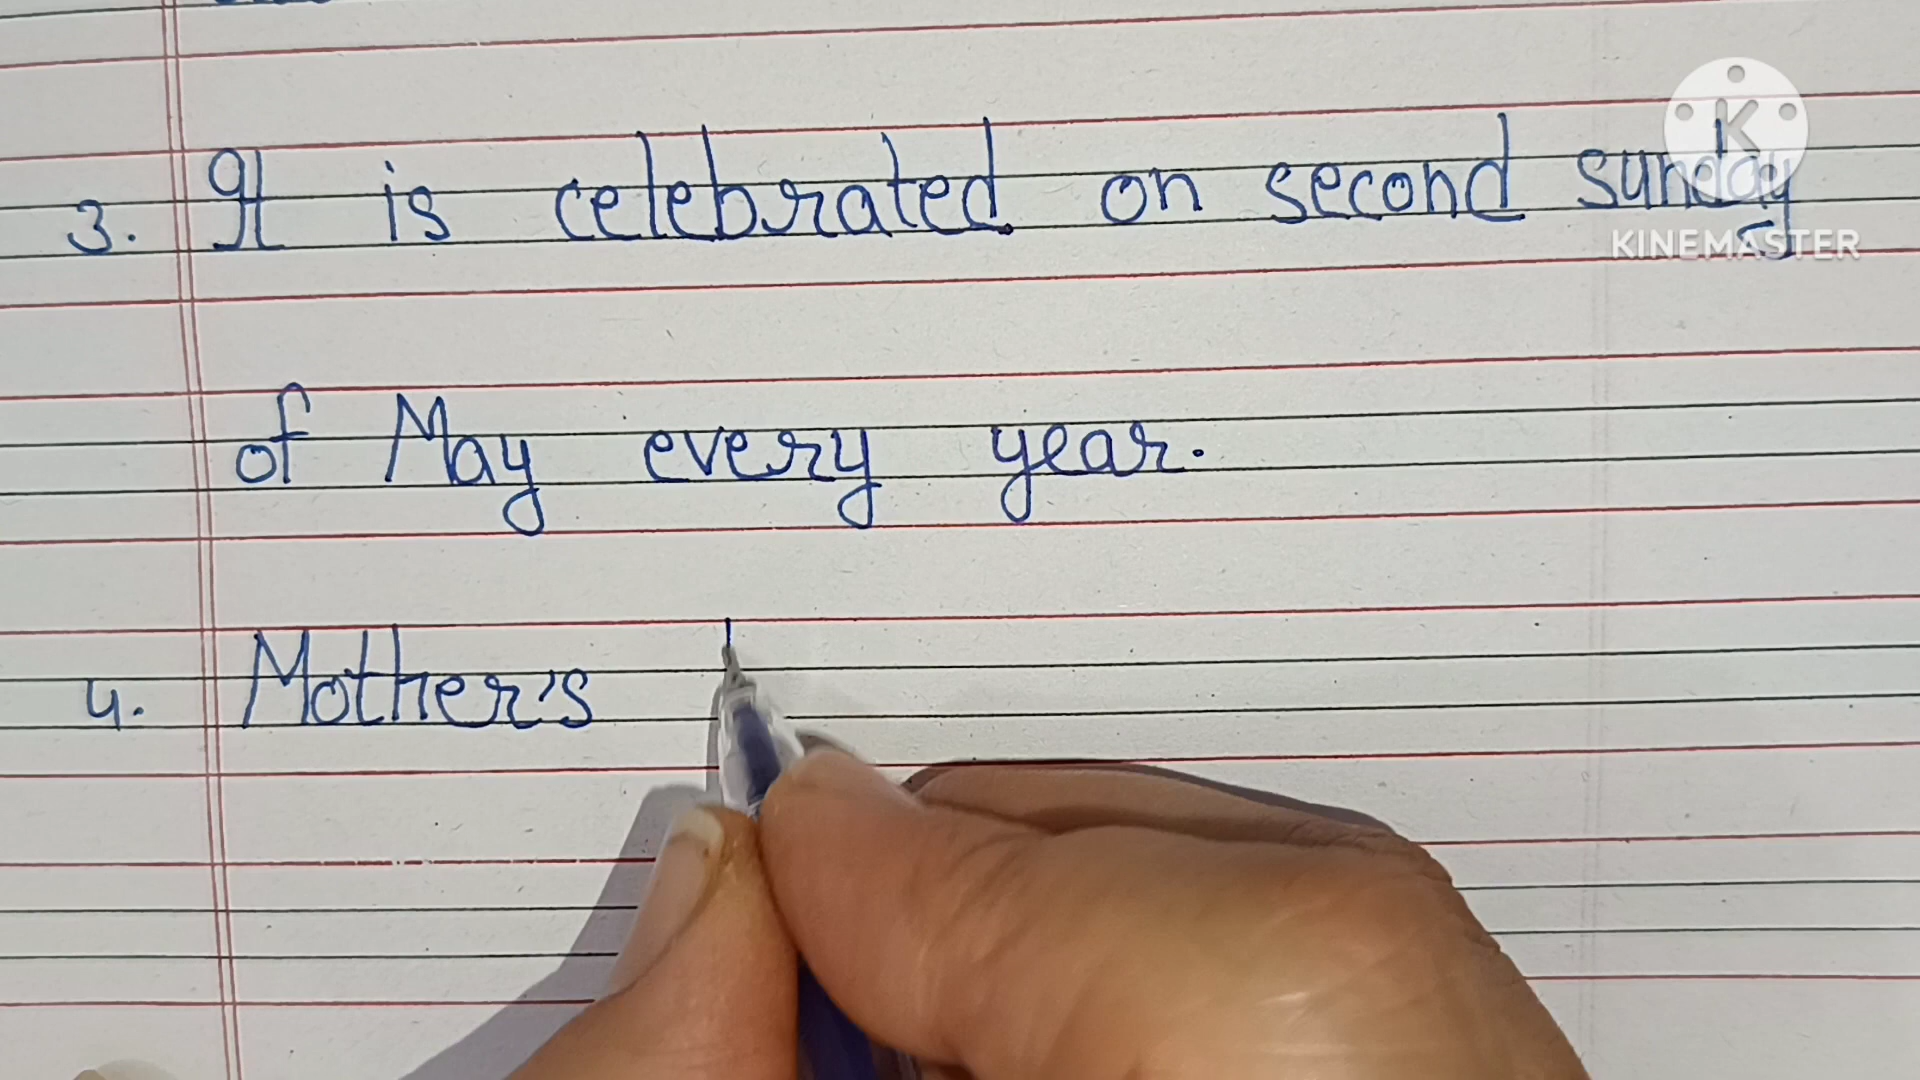 3. It is celebrated on second sunday
KINEMASTER
of May every year.
4. Mother's